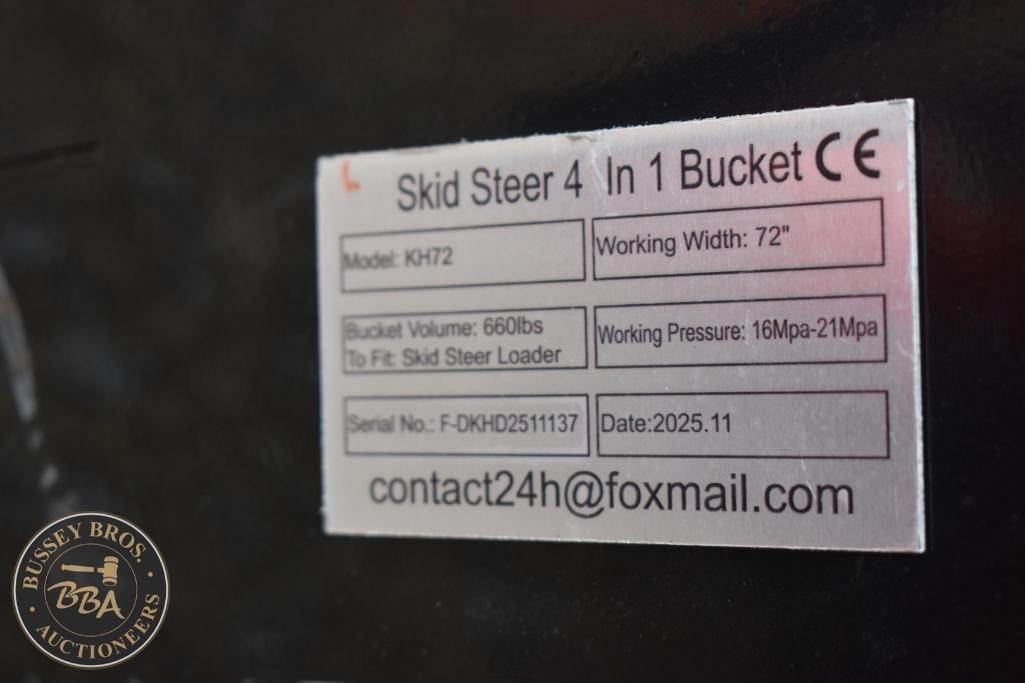 Skid Steer 4 In 1 Bucket CE
Model: KH72
Working Width: 72"
Bucket Volume: 660lbs
To Fit: Skid Steer Loader
Working Pressure: 16Mpa-21Mpa
Serial No.: F-DKHD2511137
Date:2025.11
contact24h@foxmail.com
BUSSEY BROS.
BBA
AUCTIONEERS